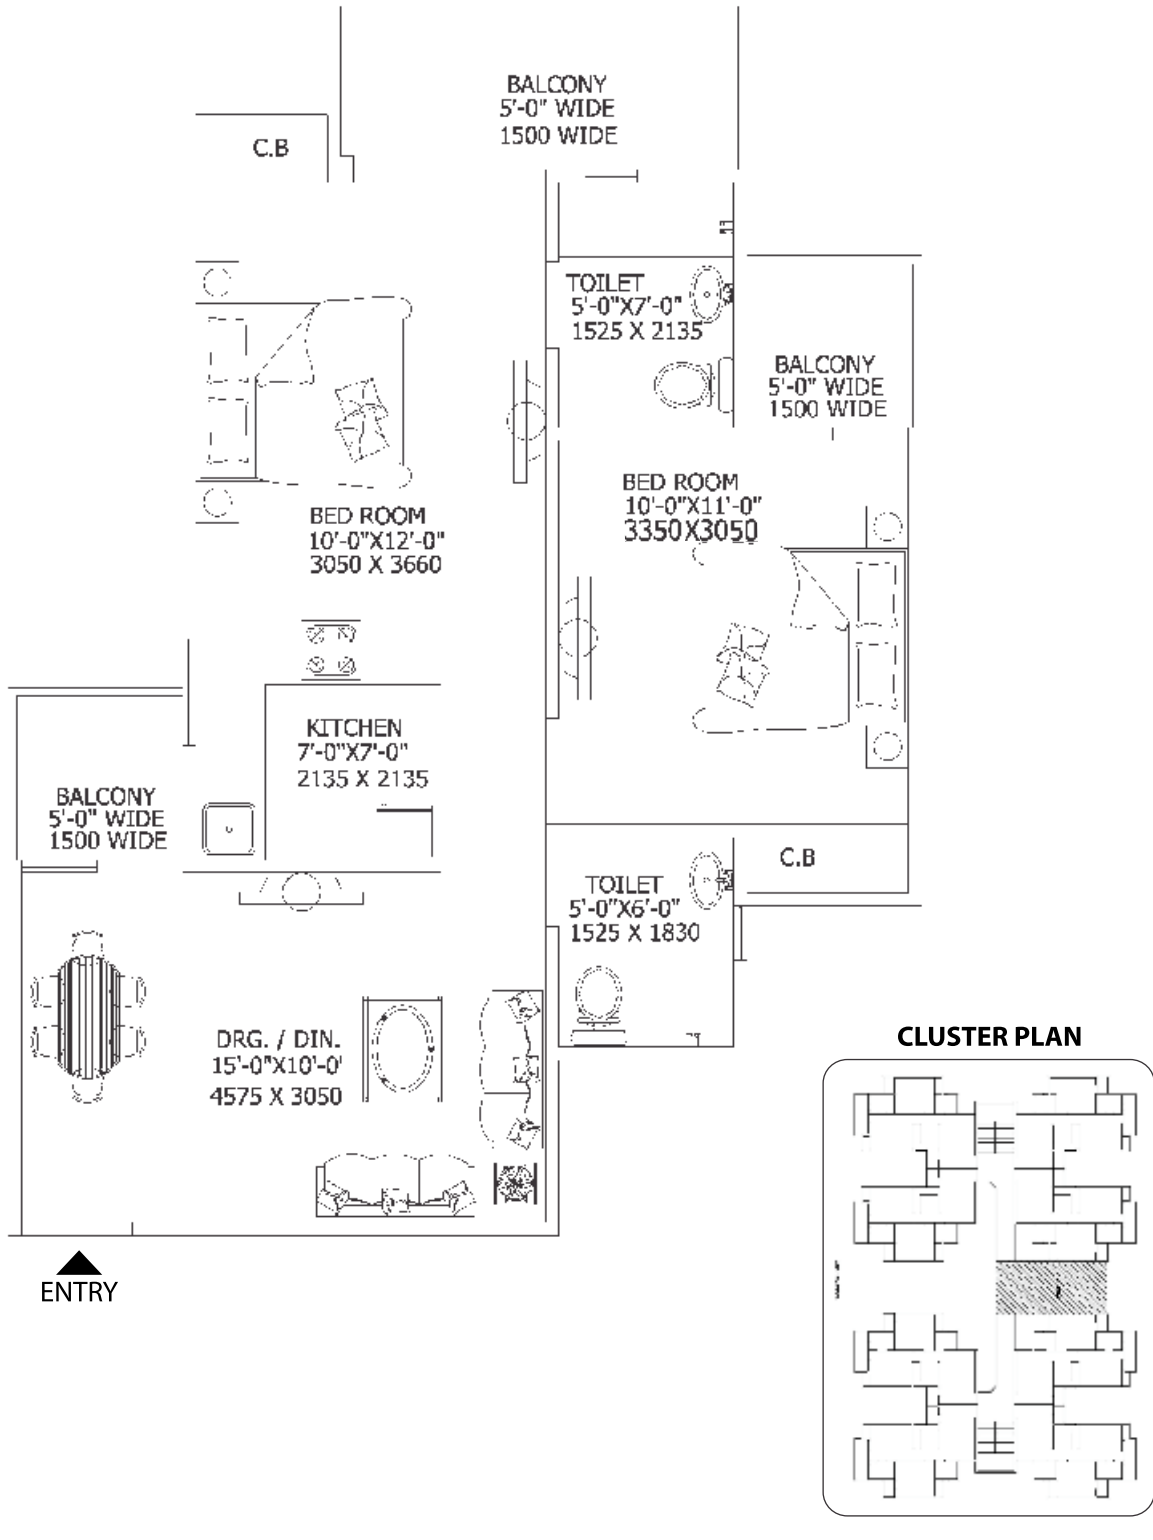 BALCONY
5'-0" WIDE
1500 WIDE
C.B
TOILET
5'-0"X7'-0"
1525 X 2135
BALCONY
5'-0" WIDE
1500 WIDE
BED ROOM
10'-0"X11'-0"
3350X3050
BED ROOM
10'-0"X12'-0"
3050 X 3660
KITCHEN
7'-0"X7'-0"
2135 X 2135
BALCONY
5'-0" WIDE
1500 WIDE
C.B
TOILET
5'-0"X6'-0"
1525 X 1830
DRG. / DIN.
15'-0"X10'-0'
4575 X 3050
ENTRY
CLUSTER PLAN